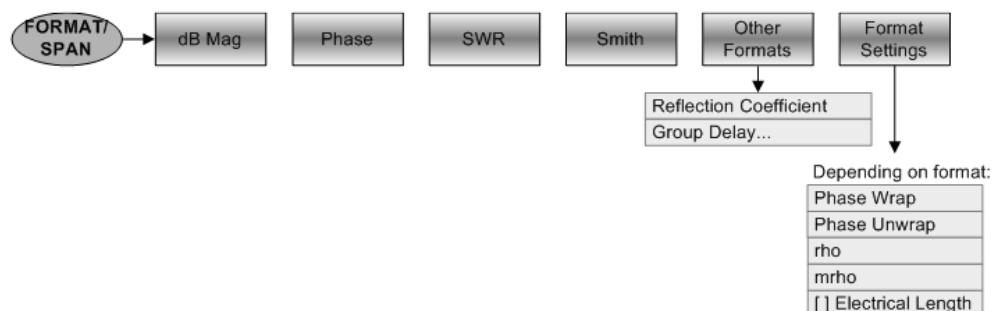 FORMAT/
SPAN
dB Mag
Phase
SWR
Smith
Other
Formats
Format
Settings
Reflection Coefficient
Group Delay...
Depending on format:
Phase Wrap
Phase Unwrap
rho
mrho
[ ] Electrical Length